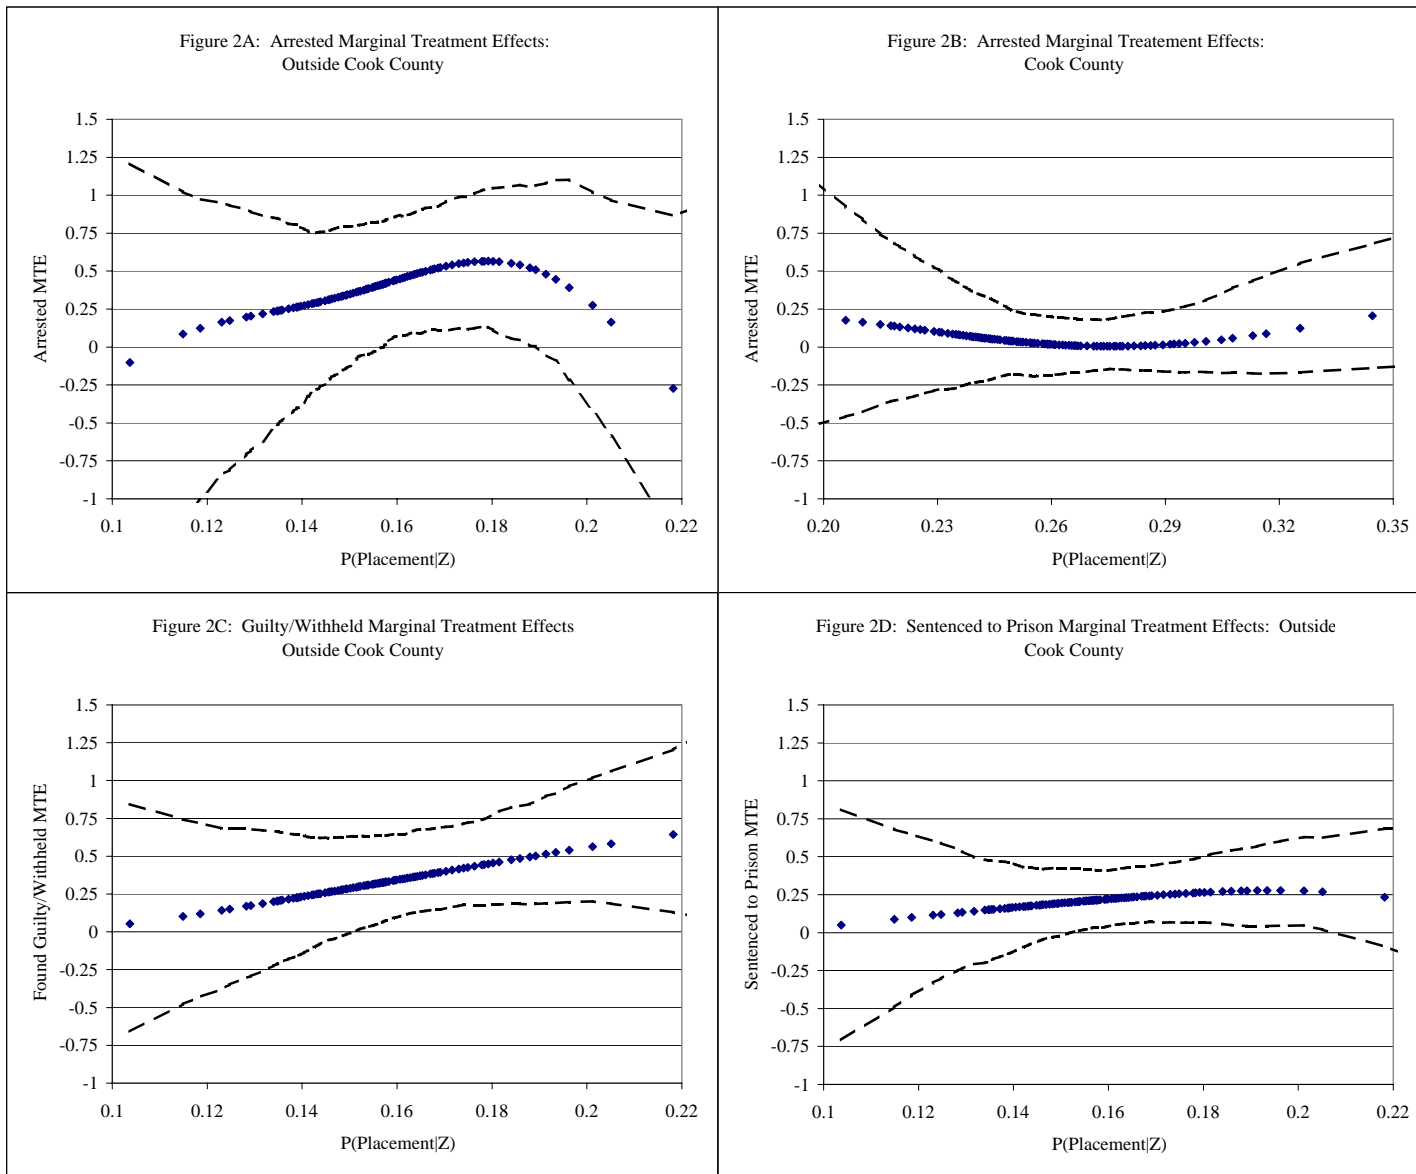 Figure 2A: Arrested Marginal Treatment Effects:
Outside Cook County
1.5
1.25
1
0.75
0.5
0.25
0
-0.25
-0.5
-0.75
-1
Arrested MTE
0.1 0.12 0.14 0.16 0.18 0.2 0.22
P(Placement|Z)
Figure 2B: Arrested Marginal Treatement Effects:
Cook County
1.5
1.25
1
0.75
0.5
0.25
0
-0.25
-0.5
-0.75
-1
Arrested MTE
0.20 0.23 0.26 0.29 0.32 0.35
P(Placement|Z)
Figure 2C: Guilty/Withheld Marginal Treatment Effects
Outside Cook County
1.5
1.25
1
0.75
0.5
0.25
0
-0.25
-0.5
-0.75
-1
Found Guilty/Withheld MTE
0.1 0.12 0.14 0.16 0.18 0.2 0.22
P(Placement|Z)
Figure 2D: Sentenced to Prison Marginal Treatment Effects: Outside
Cook County
1.5
1.25
1
0.75
0.5
0.25
0
-0.25
-0.5
-0.75
-1
Sentenced to Prison MTE
0.1 0.12 0.14 0.16 0.18 0.2 0.22
P(Placement|Z)